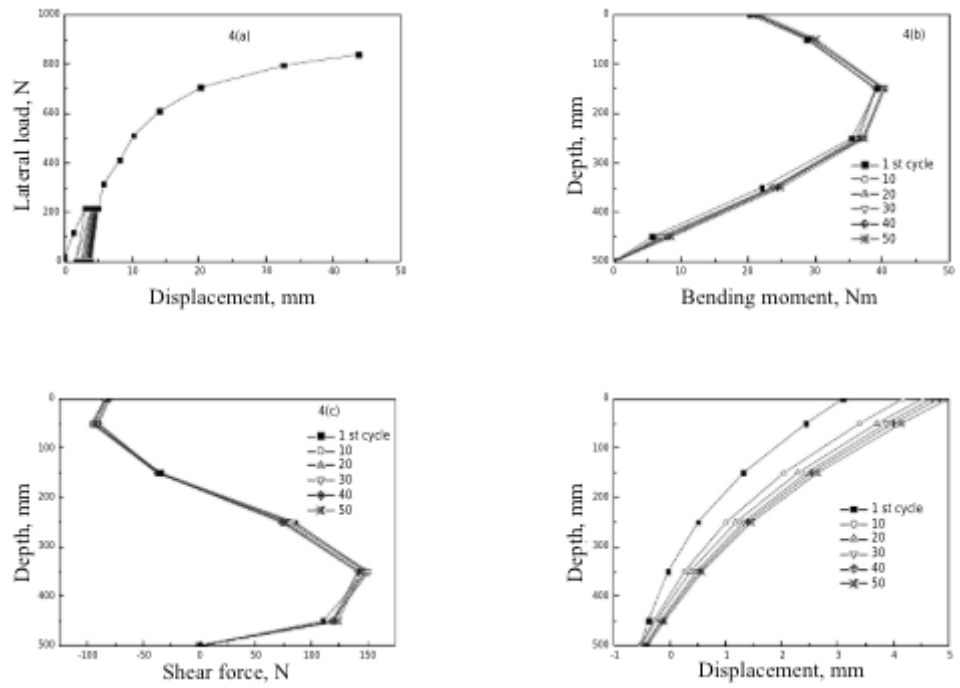 4(a)
Lateral load, N
1000
800
600
400
200
0
0 10 20 30 40 50
Displacement, mm
4(b)
Depth, mm
0
100
200
300
400
500
1 st cycle
10
20
30
40
50
0 10 20 30 40 50
Bending moment, Nm
4(c)
Depth, mm
0
100
200
300
400
500
1 st cycle
10
20
30
40
50
-100 -50 0 50 100 150
Shear force, N
Depth, mm
0
100
200
300
400
500
1 st cycle
10
20
30
40
50
-1 0 1 2 3 4 5
Displacement, mm